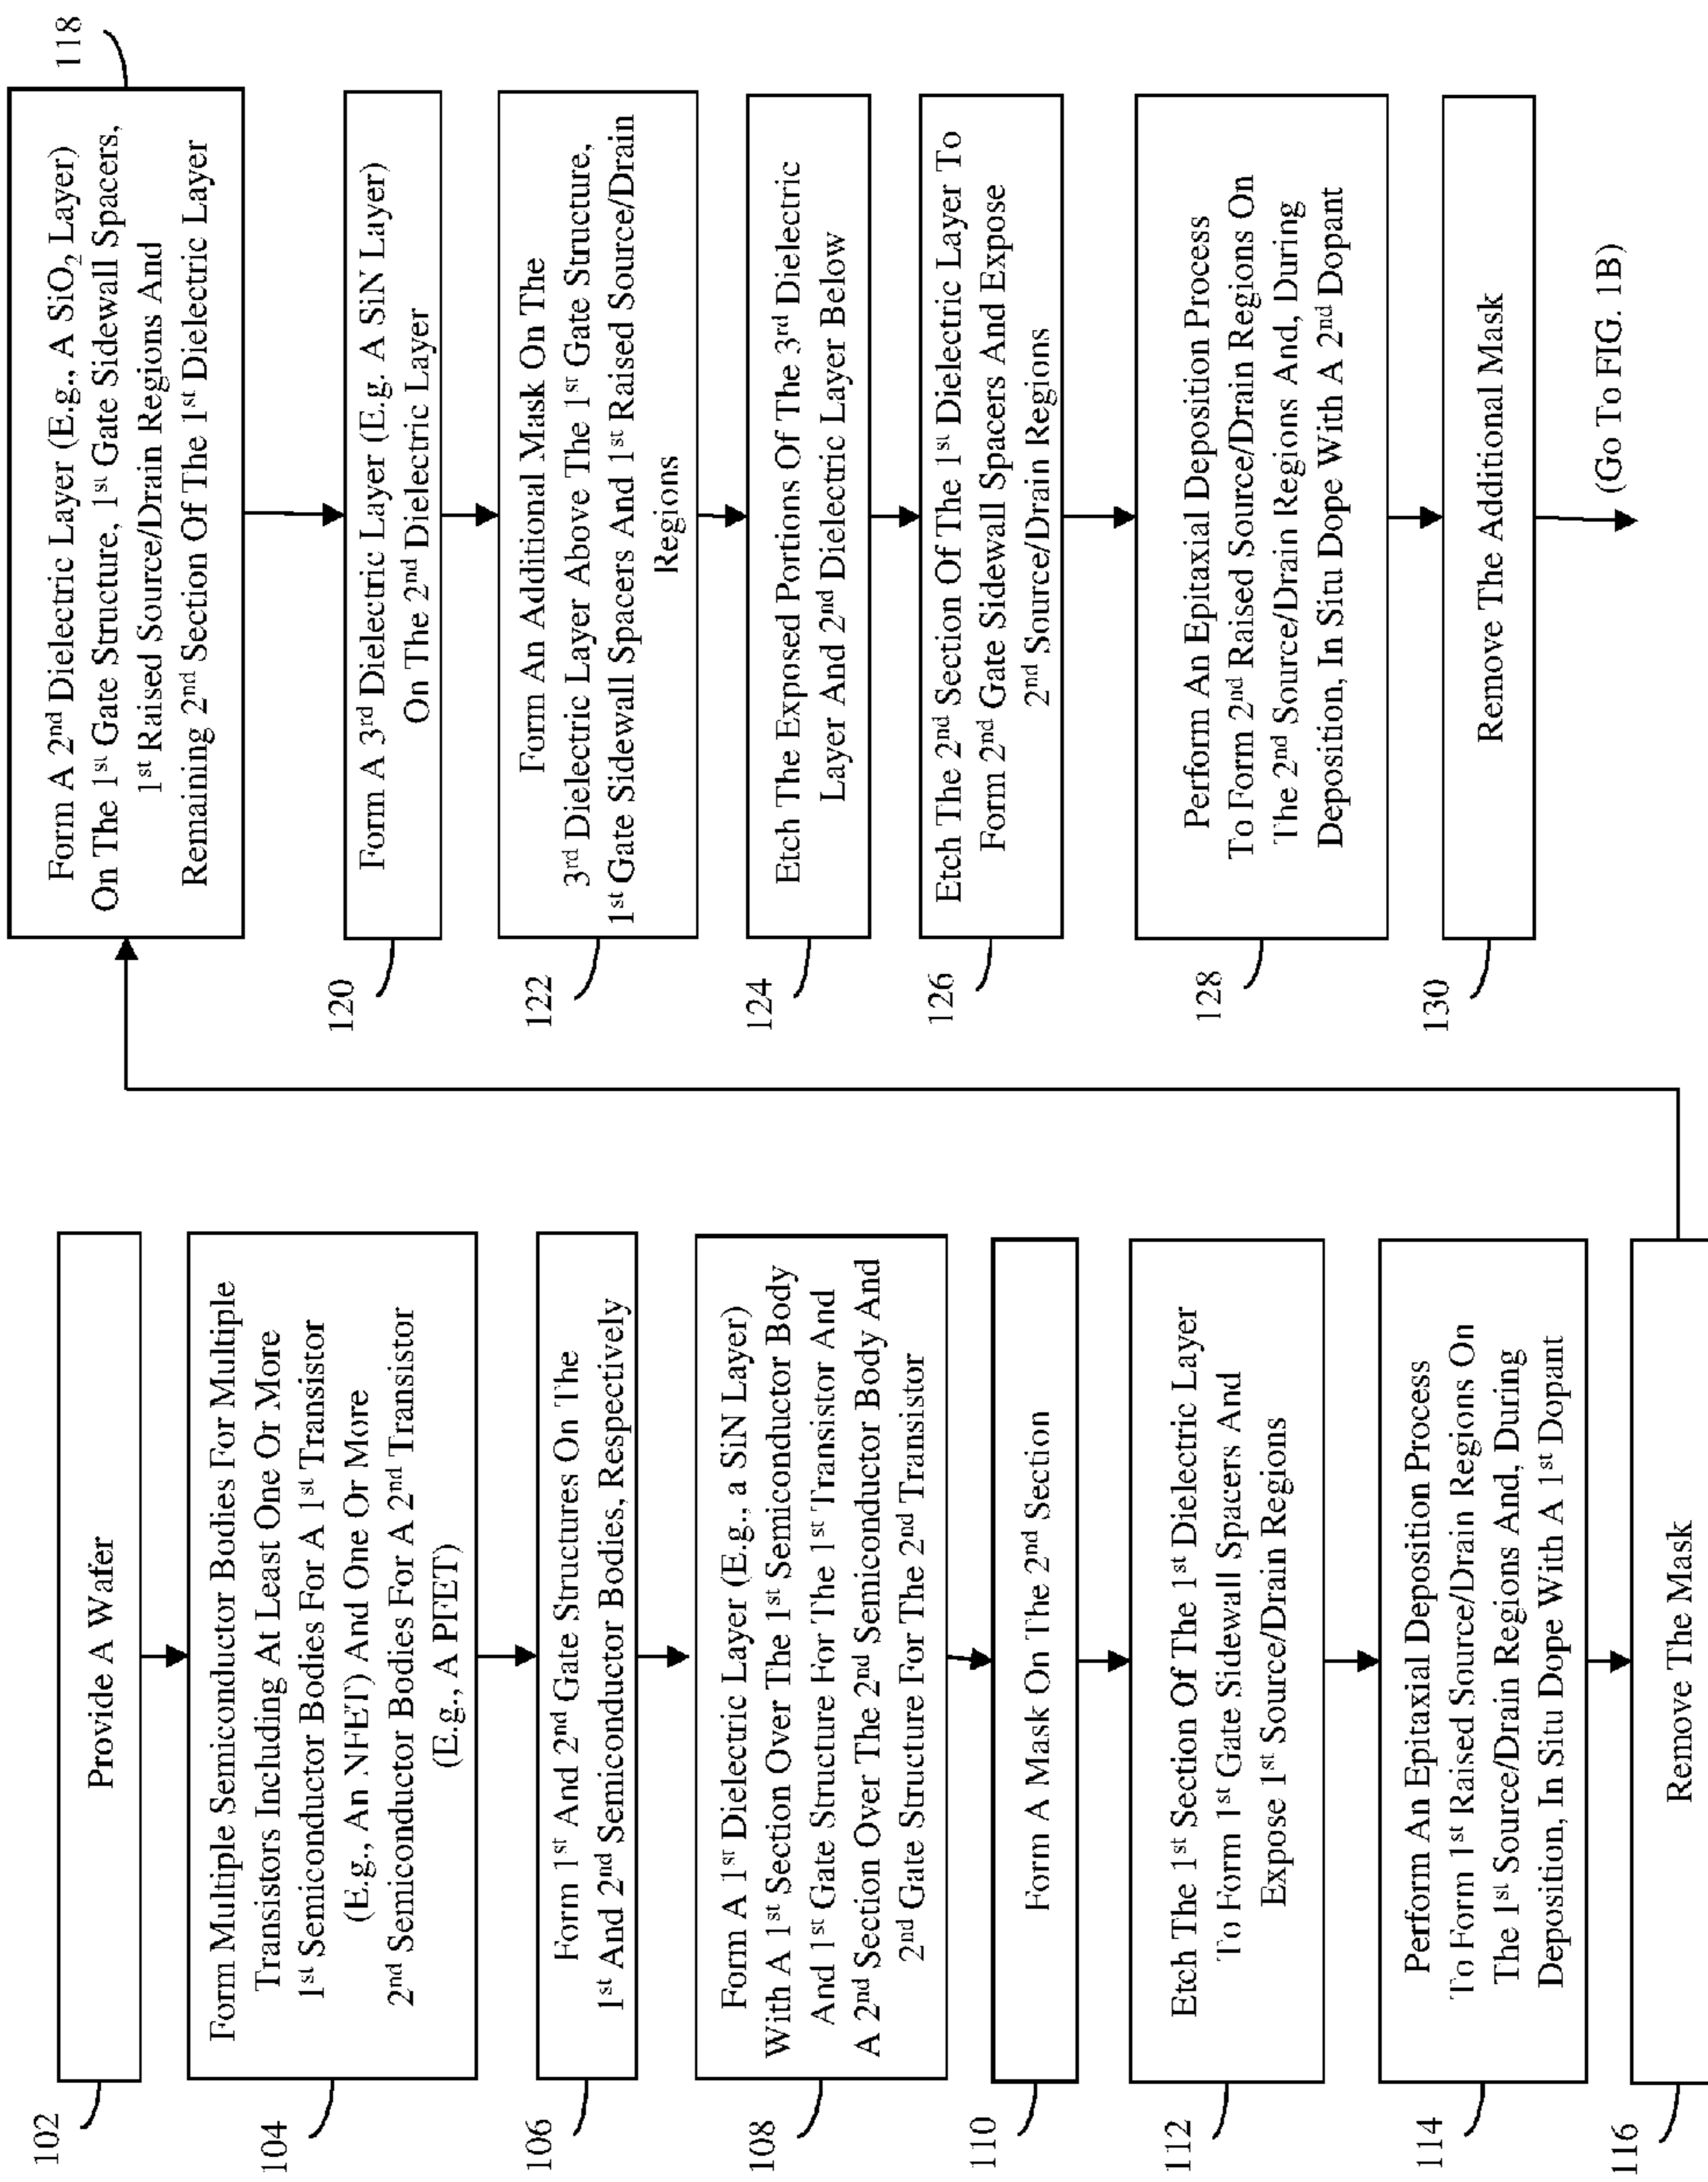 102
Provide A Wafer
104
Form Multiple Semiconductor Bodies For Multiple
Transistors Including At Least One Or More
1st Semiconductor Bodies For A 1st Transistor
(E.g., An NFET) And One Or More
2nd Semiconductor Bodies For A 2nd Transistor
(E.g., A PFET)
106
Form 1st And 2nd Gate Structures On The
1st And 2nd Semiconductor Bodies, Respectively
108
Form A 1st Dielectric Layer (E.g., a SiN Layer)
With A 1st Section Over The 1st Semiconductor Body
And 1st Gate Structure For The 1st Transistor And
A 2nd Section Over The 2nd Semiconductor Body And
2nd Gate Structure For The 2nd Transistor
110
Form A Mask On The 2nd Section
112
Etch The 1st Section Of The 1st Dielectric Layer
To Form 1st Gate Sidewall Spacers And
Expose 1st Source/Drain Regions
114
Perform An Epitaxial Deposition Process
To Form 1st Raised Source/Drain Regions On
The 1st Source/Drain Regions And, During
Deposition, In Situ Dope With A 1st Dopant
116
Remove The Mask
118
Form A 2nd Dielectric Layer (E.g., A SiO₂ Layer)
On The 1st Gate Structure, 1st Gate Sidewall Spacers,
1st Raised Source/Drain Regions And
Remaining 2nd Section Of The 1st Dielectric Layer
120
Form A 3rd Dielectric Layer (E.g. A SiN Layer)
On The 2nd Dielectric Layer
122
Form An Additional Mask On The
3rd Dielectric Layer Above The 1st Gate Structure,
1st Gate Sidewall Spacers And 1st Raised Source/Drain
Regions
124
Etch The Exposed Portions Of The 3rd Dielectric
Layer And 2nd Dielectric Layer Below
126
Etch The 2nd Section Of The 1st Dielectric Layer To
Form 2nd Gate Sidewall Spacers And Expose
2nd Source/Drain Regions
128
Perform An Epitaxial Deposition Process
To Form 2nd Raised Source/Drain Regions On
The 2nd Source/Drain Regions And, During
Deposition, In Situ Dope With A 2nd Dopant
130
Remove The Additional Mask
(Go To FIG. 1B)